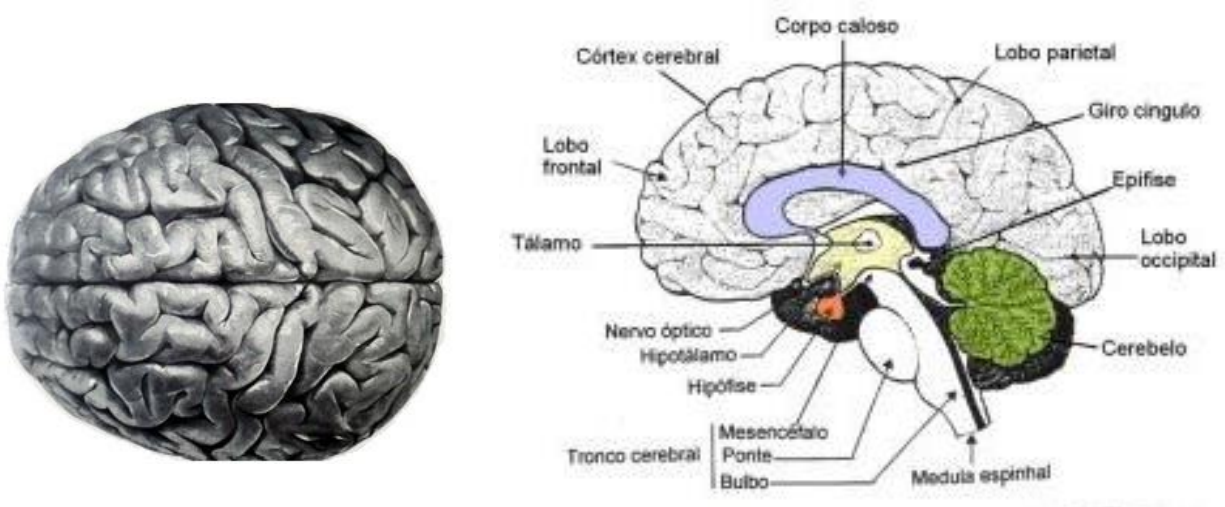 Corpo caloso
Córtex cerebral
Lobo parietal
Giro cingulo
Lobo
frontal
Epifise
Tálamo
Lobo
occipital
Nervo óptico
Hipotálamo
Cerebelo
Hipófise
Tronco cerebral
Mesencéfalo
Ponte
Bulbo
Medula espinhal